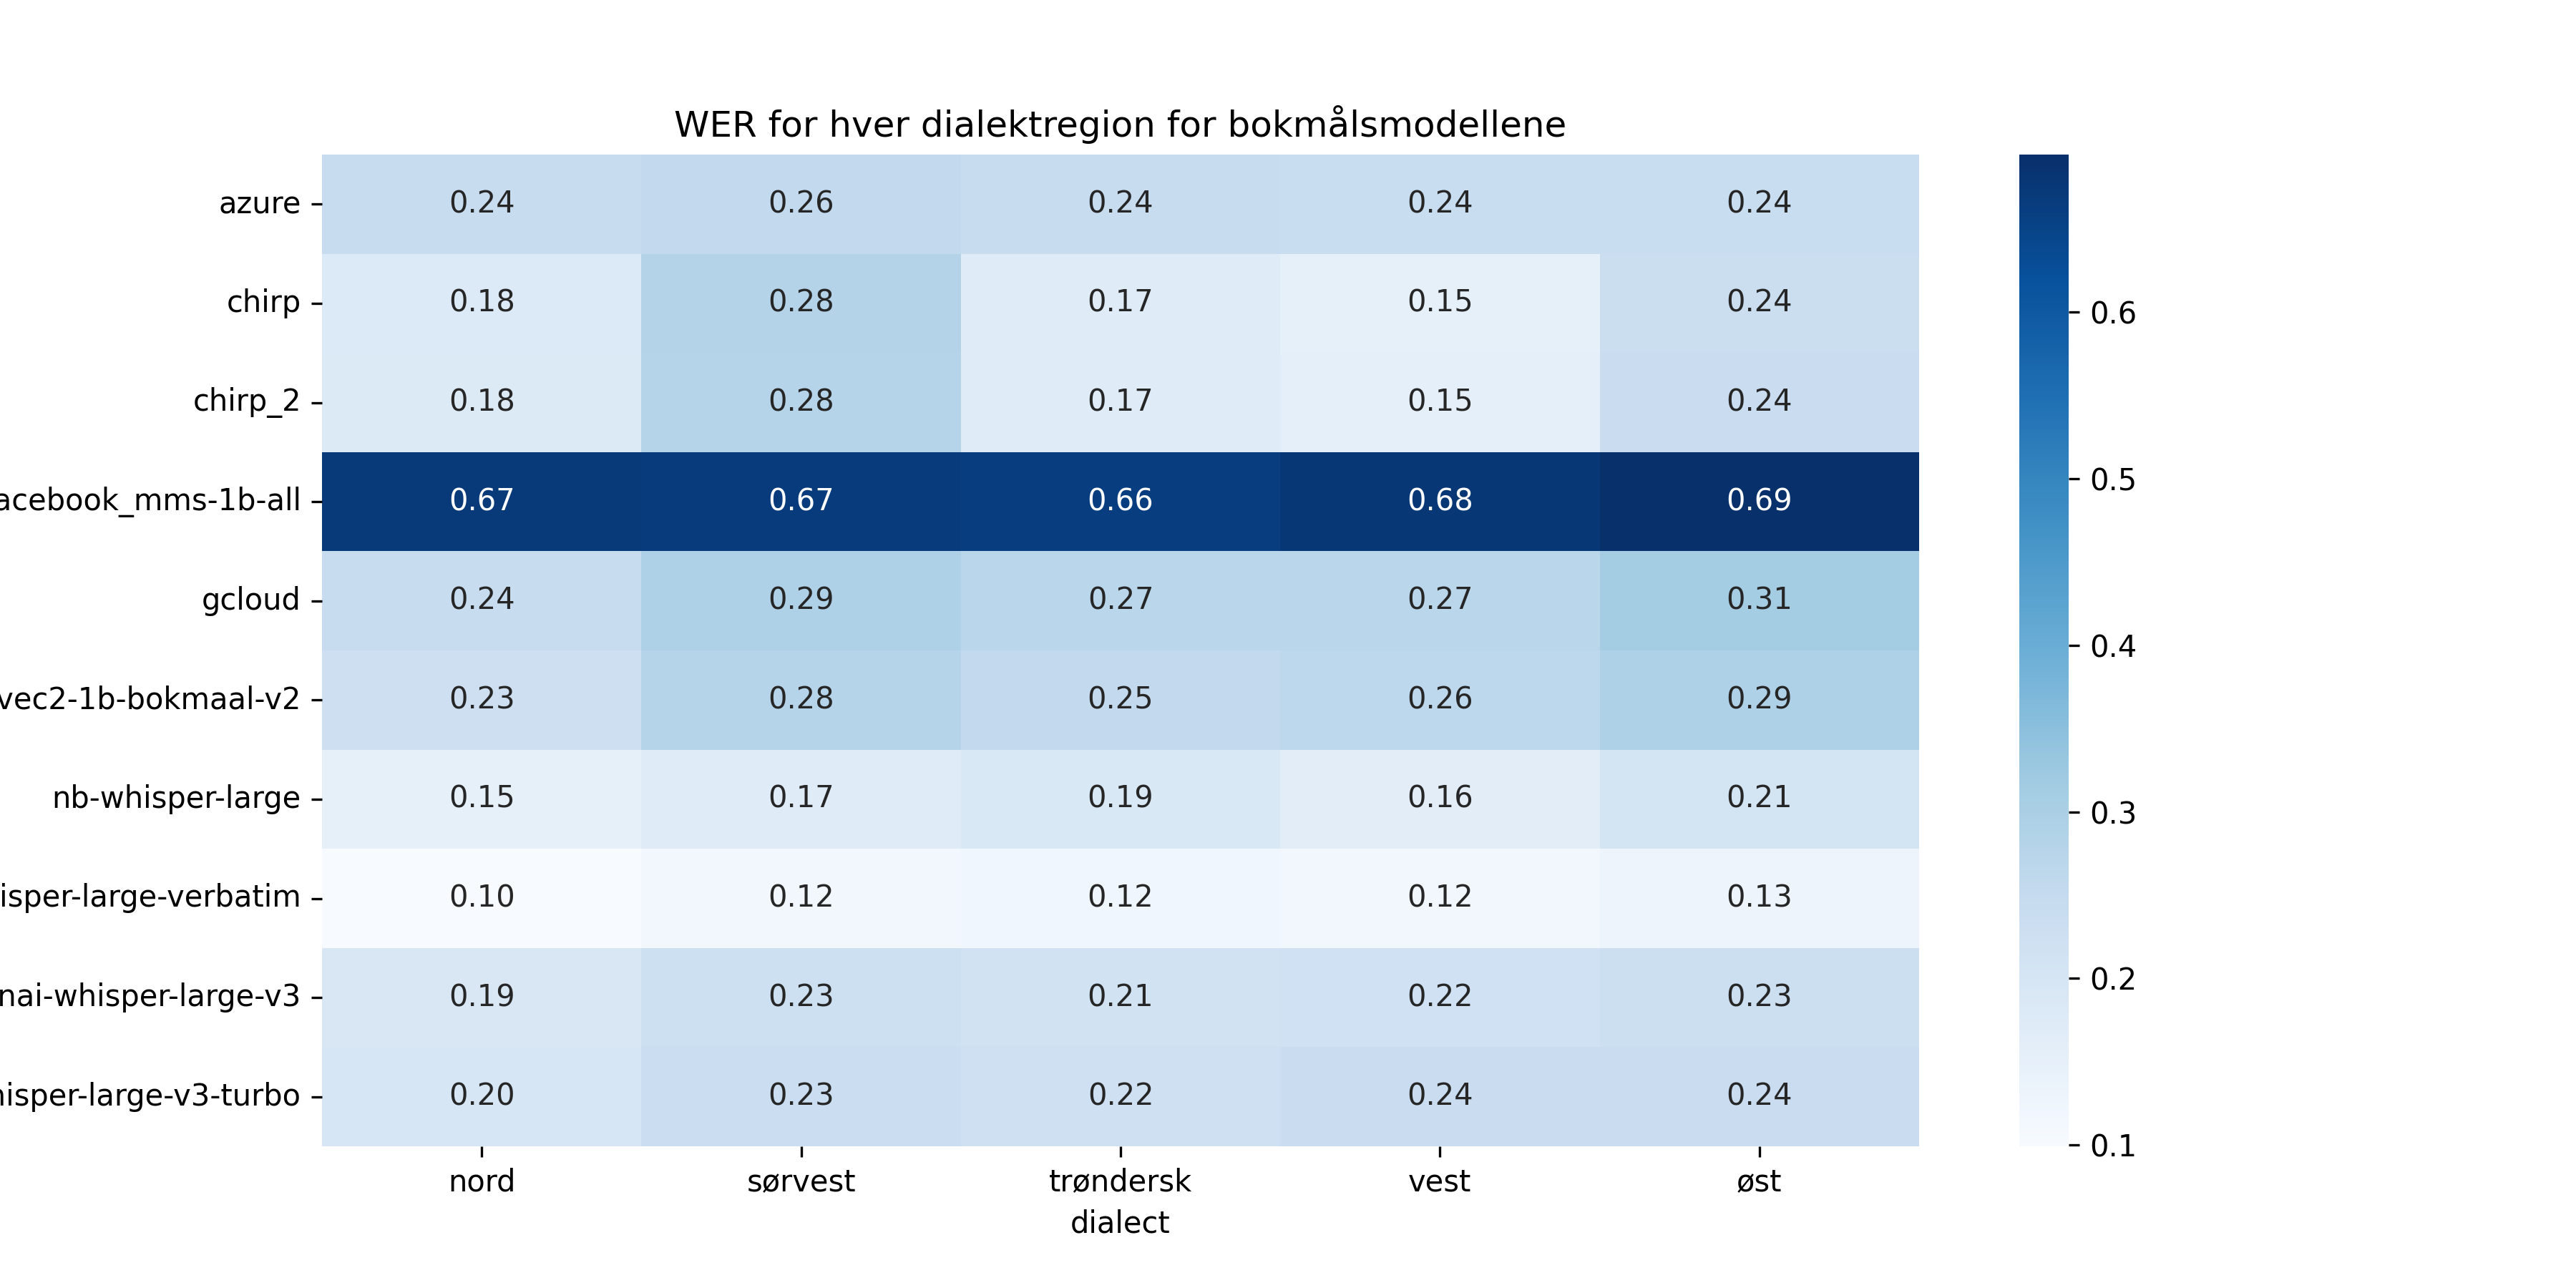 WER for hver dialektregion for bokmålsmodellene
azure 0.24 0.26 0.24 0.24 0.24
chirp 0.18 0.28 0.17 0.15 0.24
chirp_2 0.18 0.28 0.17 0.15 0.24
acebook_mms-1b-all 0.67 0.67 0.66 0.68 0.69
gcloud 0.24 0.29 0.27 0.27 0.31
vec2-1b-bokmaal-v2 0.23 0.28 0.25 0.26 0.29
nb-whisper-large 0.15 0.17 0.19 0.16 0.21
isper-large-verbatim 0.10 0.12 0.12 0.12 0.13
nai-whisper-large-v3 0.19 0.23 0.21 0.22 0.23
hisper-large-v3-turbo 0.20 0.23 0.22 0.24 0.24
nord sørvest trøndersk vest øst
dialect
0.6
0.5
0.4
0.3
0.2
0.1